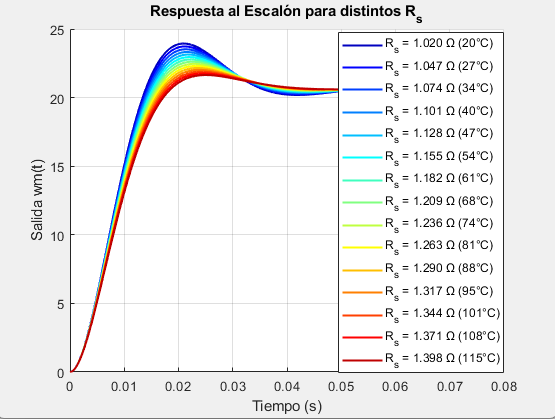 Respuesta al Escalón para distintos Rs
Salida wm(t)
25
20
15
10
5
0
0 0.01 0.02 0.03 0.04 0.05 0.06 0.07 0.08
Tiempo (s)
Rs = 1.020 Ω (20°C)
Rs = 1.047 Ω (27°C)
Rs = 1.074 Ω (34°C)
Rs = 1.101 Ω (40°C)
Rs = 1.128 Ω (47°C)
Rs = 1.155 Ω (54°C)
Rs = 1.182 Ω (61°C)
Rs = 1.209 Ω (68°C)
Rs = 1.236 Ω (74°C)
Rs = 1.263 Ω (81°C)
Rs = 1.290 Ω (88°C)
Rs = 1.317 Ω (95°C)
Rs = 1.344 Ω (101°C)
Rs = 1.371 Ω (108°C)
Rs = 1.398 Ω (115°C)